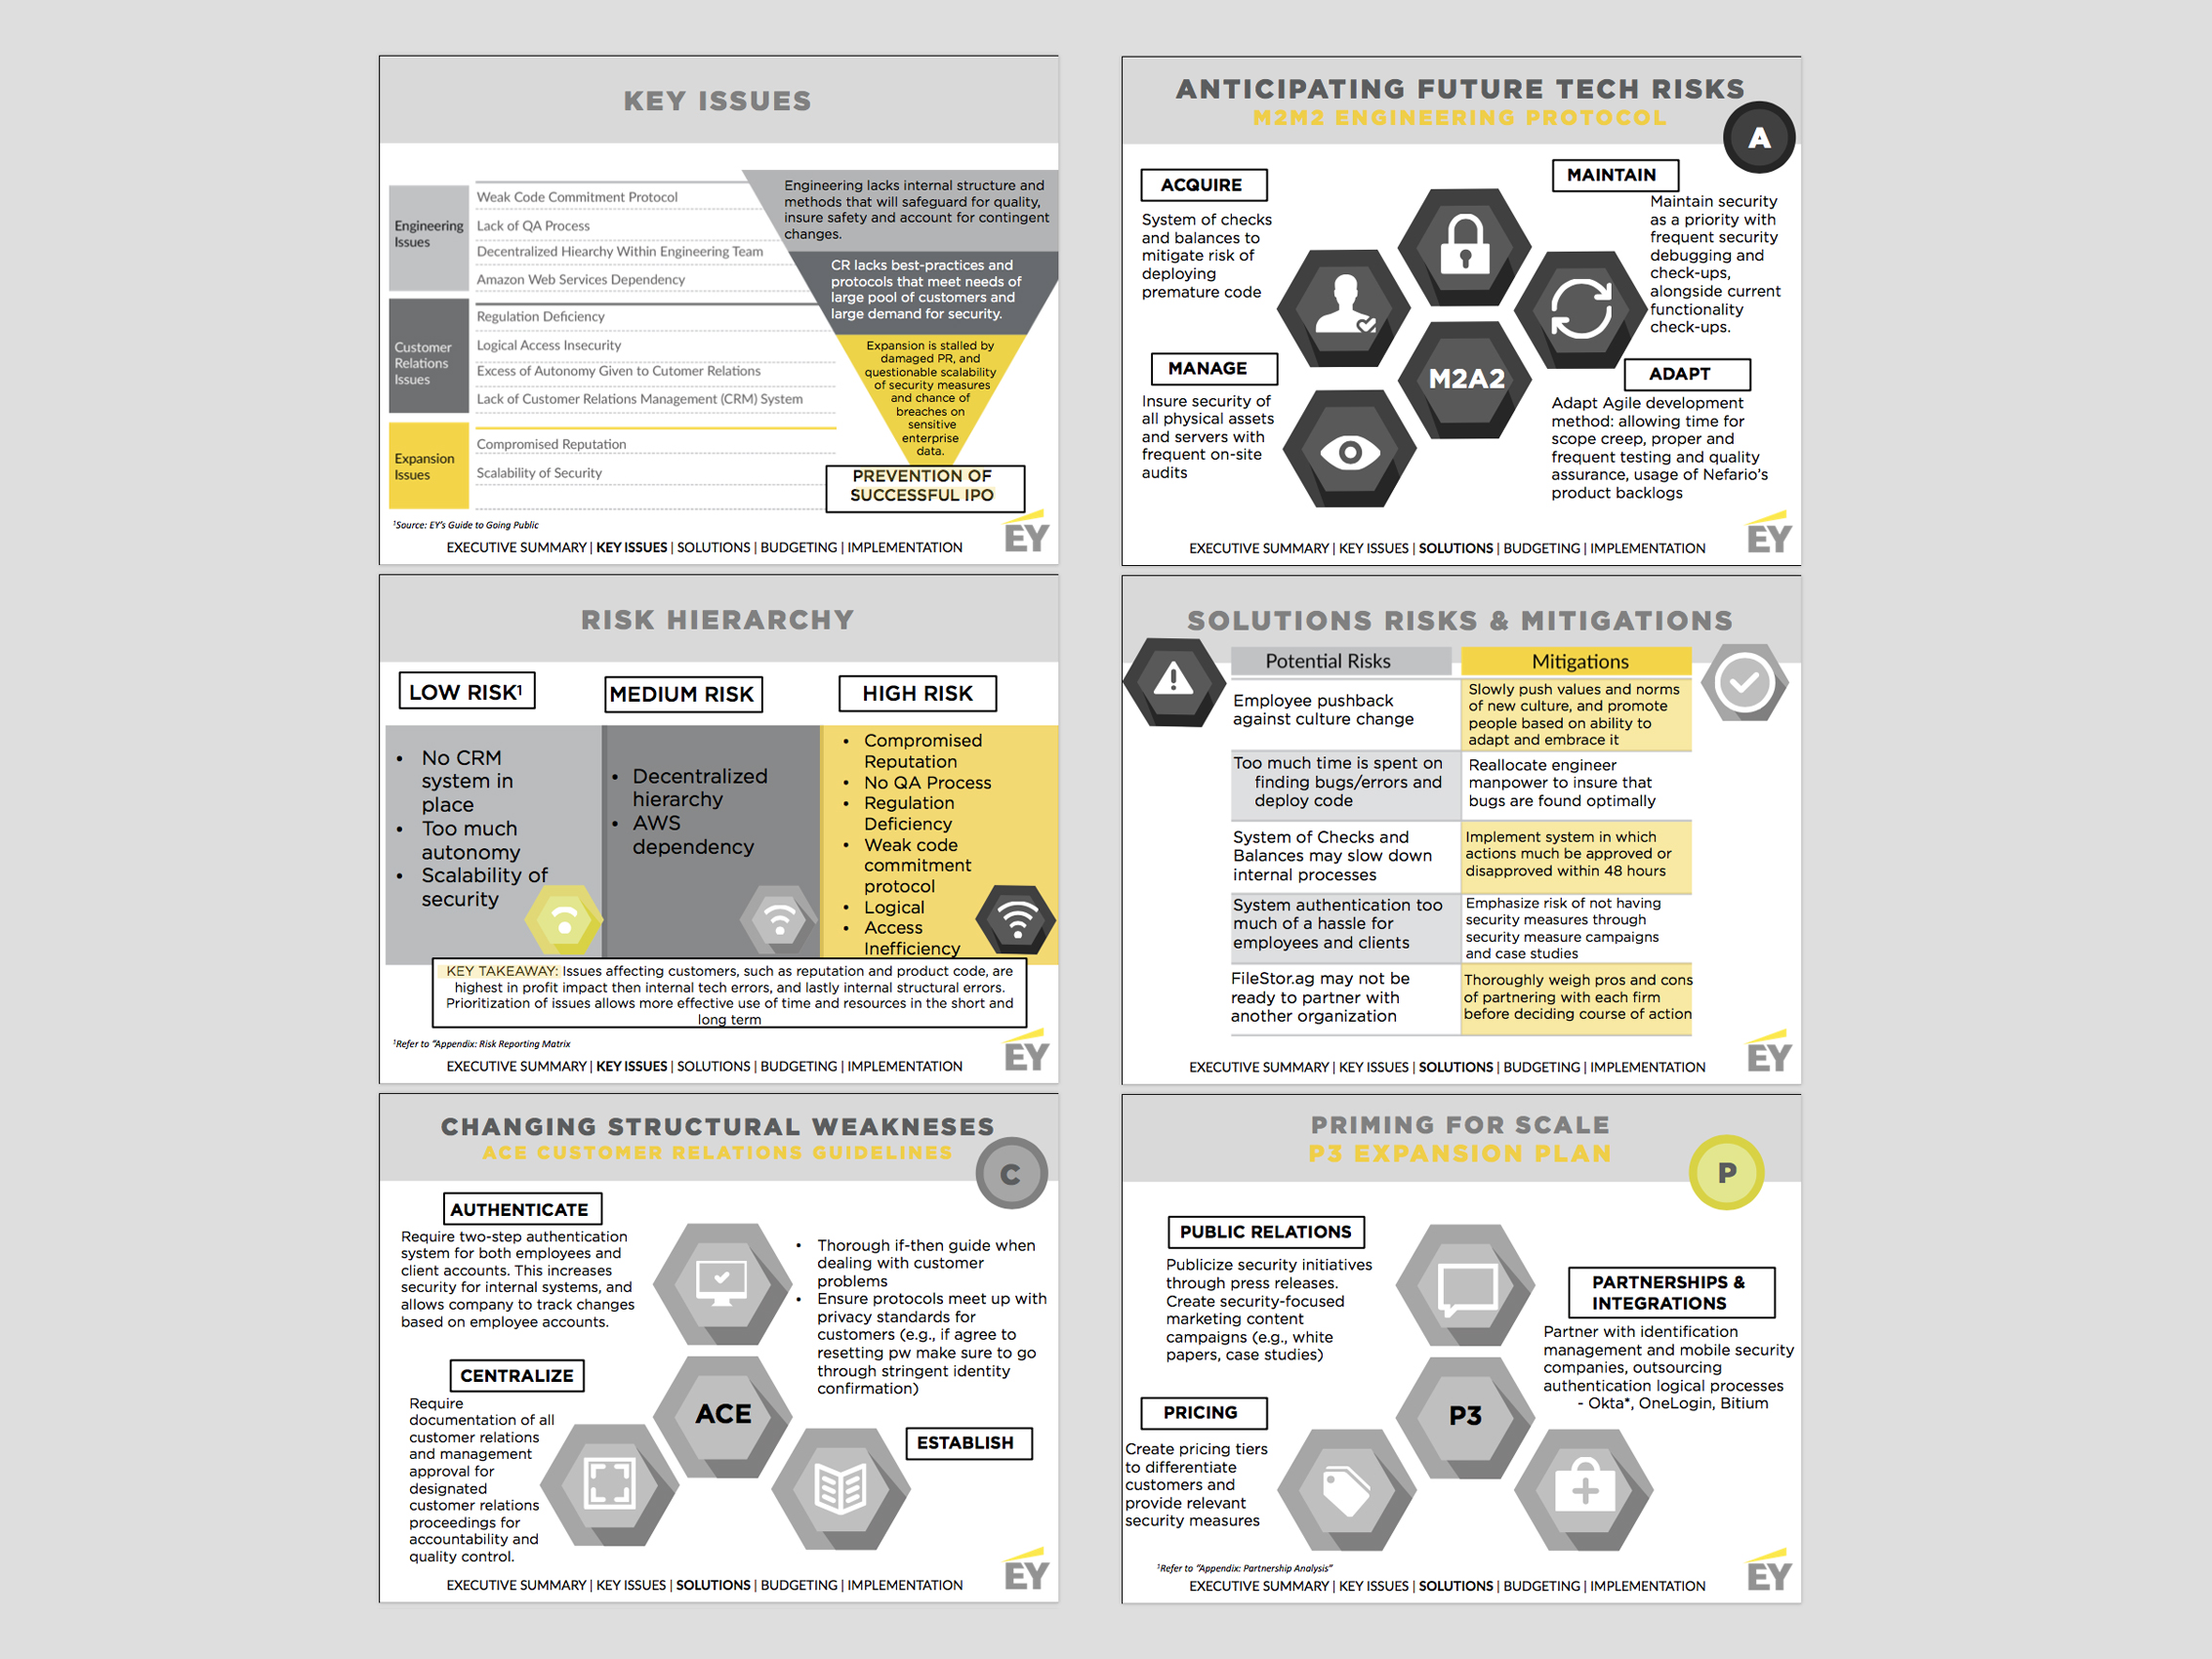 KEY ISSUES
Engineering
Issues
Weak Code Commitment Protocol
Lack of QA Process
Decentralized Hiearchy Within Engineering Team
Amazon Web Services Dependency
Customer
Relations
Issues
Regulation Deficiency
Logical Access Insecurity
Excess of Autonomy Given to Cutomer Relations
Lack of Customer Relations Management (CRM) System
Expansion
Issues
Compromised Reputation
Scalability of Security
Engineering lacks internal structure and
methods that will safeguard for quality,
insure safety and account for contingent
changes.
CR lacks best-practices and
protocols that meet needs of
large pool of customers and
large demand for security.
Expansion is stalled by
damaged PR, and
questionable scalability
of security measures
and chance of
breaches on
sensitive
enterprise
data.
PREVENTION OF
SUCCESSFUL IPO
¹Source: EY's Guide to Going Public
EXECUTIVE SUMMARY | KEY ISSUES | SOLUTIONS | BUDGETING | IMPLEMENTATION
EY
ANTICIPATING FUTURE TECH RISKS
M2M2 ENGINEERING PROTOCOL
A
ACQUIRE
System of checks
and balances to
mitigate risk of
deploying
premature code
MAINTAIN
Maintain security
as a priority with
frequent security
debugging and
check-ups,
alongside current
functionality
check-ups.
MANAGE
Insure security of
all physical assets
and servers with
frequent on-site
audits
M2A2
ADAPT
Adapt Agile development
method: allowing time for
scope creep, proper and
frequent testing and quality
assurance, usage of Nefario's
product backlogs
EXECUTIVE SUMMARY | KEY ISSUES | SOLUTIONS | BUDGETING | IMPLEMENTATION
EY
RISK HIERARCHY
LOW RISK¹
• No CRM
system in
place
• Too much
autonomy
• Scalability of
security
MEDIUM RISK
• Decentralized
hierarchy
• AWS
dependency
HIGH RISK
• Compromised
Reputation
• No QA Process
• Regulation
Deficiency
• Weak code
commitment
protocol
• Logical
• Access
Inefficiency
KEY TAKEAWAY: Issues affecting customers, such as reputation and product code, are
highest in profit impact then internal tech errors, and lastly internal structural errors.
Prioritization of issues allows more effective use of time and resources in the short and
long term
¹Refer to "Appendix: Risk Reporting Matrix
EXECUTIVE SUMMARY | KEY ISSUES | SOLUTIONS | BUDGETING | IMPLEMENTATION
EY
SOLUTIONS RISKS & MITIGATIONS
Potential Risks
Mitigations
Employee pushback
against culture change
Slowly push values and norms
of new culture, and promote
people based on ability to
adapt and embrace it
Too much time is spent on
finding bugs/errors and
deploy code
Reallocate engineer
manpower to insure that
bugs are found optimally
System of Checks and
Balances may slow down
internal processes
Implement system in which
actions much be approved or
disapproved within 48 hours
System authentication too
much of a hassle for
employees and clients
Emphasize risk of not having
security measures through
security measure campaigns
and case studies
FileStor.ag may not be
ready to partner with
another organization
Thoroughly weigh pros and cons
of partnering with each firm
before deciding course of action
EXECUTIVE SUMMARY | KEY ISSUES | SOLUTIONS | BUDGETING | IMPLEMENTATION
EY
CHANGING STRUCTURAL WEAKNESES
ACE CUSTOMER RELATIONS GUIDELINES
C
AUTHENTICATE
Require two-step authentication
system for both employees and
client accounts. This increases
security for internal systems, and
allows company to track changes
based on employee accounts.
• Thorough if-then guide when
dealing with customer
problems
• Ensure protocols meet up with
privacy standards for
customers (e.g., if agree to
resetting pw make sure to go
through stringent identity
confirmation)
CENTRALIZE
Require
documentation of all
customer relations
and management
approval for
designated
customer relations
proceedings for
accountability and
quality control.
ACE
ESTABLISH
EXECUTIVE SUMMARY | KEY ISSUES | SOLUTIONS | BUDGETING | IMPLEMENTATION
EY
PRIMING FOR SCALE
P3 EXPANSION PLAN
P
PUBLIC RELATIONS
Publicize security initiatives
through press releases.
Create security-focused
marketing content
campaigns (e.g., white
papers, case studies)
PARTNERSHIPS &
INTEGRATIONS
Partner with identification
management and mobile security
companies, outsourcing
authentication logical processes
- Okta*, OneLogin, Bitium
PRICING
Create pricing tiers
to differentiate
customers and
provide relevant
security measures
P3
¹Refer to "Appendix: Partnership Analysis"
EXECUTIVE SUMMARY | KEY ISSUES | SOLUTIONS | BUDGETING | IMPLEMENTATION
EY